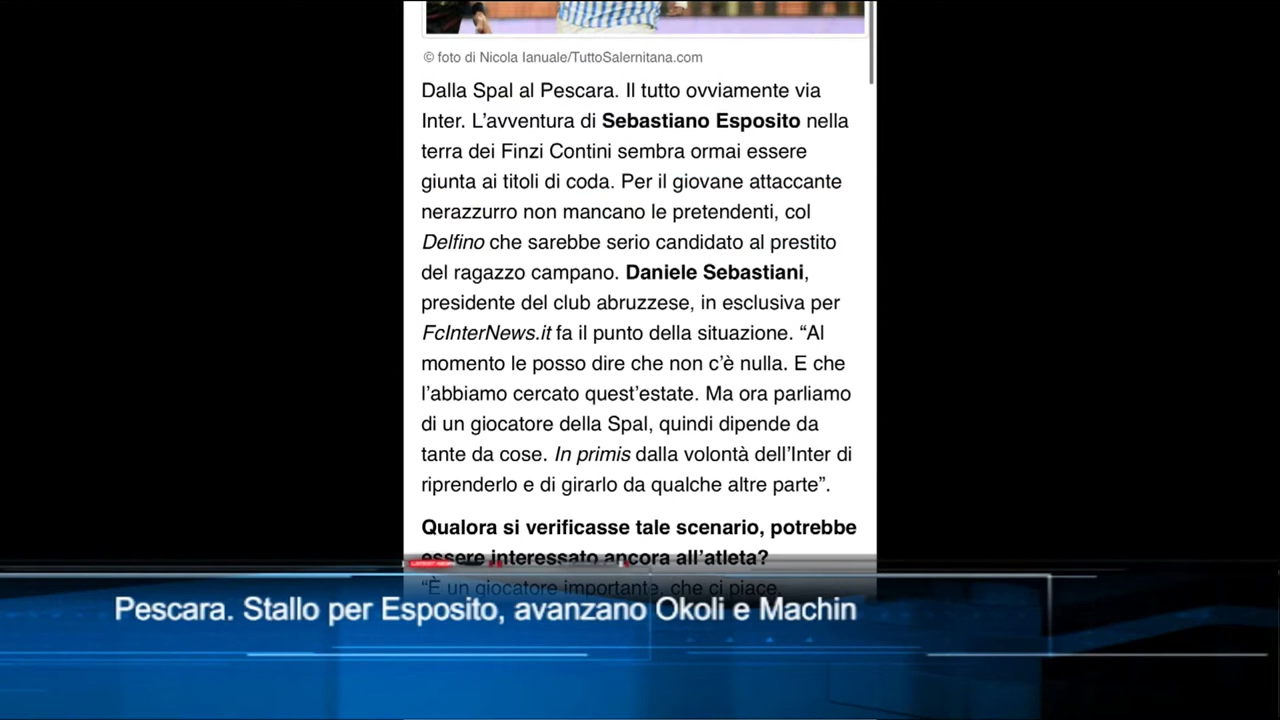 © foto di Nicola Ianuale/TuttoSalernitana.com
Dalla Spal al Pescara. Il tutto ovviamente via
Inter. L’avventura di Sebastiano Esposito nella
terra dei Finzi Contini sembra ormai essere
giunta ai titoli di coda. Per il giovane attaccante
nerazzurro non mancano le pretendenti, col
Delfino che sarebbe serio candidato al prestito
del ragazzo campano. Daniele Sebastiani,
presidente del club abruzzese, in esclusiva per
FcInterNews.it fa il punto della situazione. “Al
momento le posso dire che non c’è nulla. E che
l’abbiamo cercato quest’estate. Ma ora parliamo
di un giocatore della Spal, quindi dipende da
tante da cose. In primis dalla volontà dell’Inter di
riprenderlo e di girarlo da qualche altre parte”.
Qualora si verificasse tale scenario, potrebbe
essere interessato ancora all’atleta?
“È un giocatore importante, che ci piace.
Pescara. Stallo per Esposito, avanzano Okoli e Machin